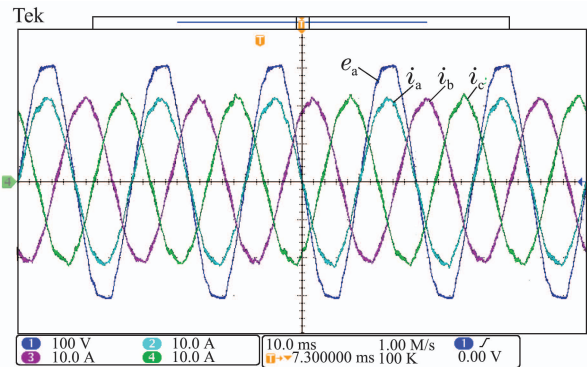 Tek
T
T
e_a i_a i_b i_c
4
1 100 V 2 10.0 A
3 10.0 A 4 10.0 A
10.0 ms 1.00 M/s
T→▼7.300000 ms 100 K
1 ∫ 0.00 V